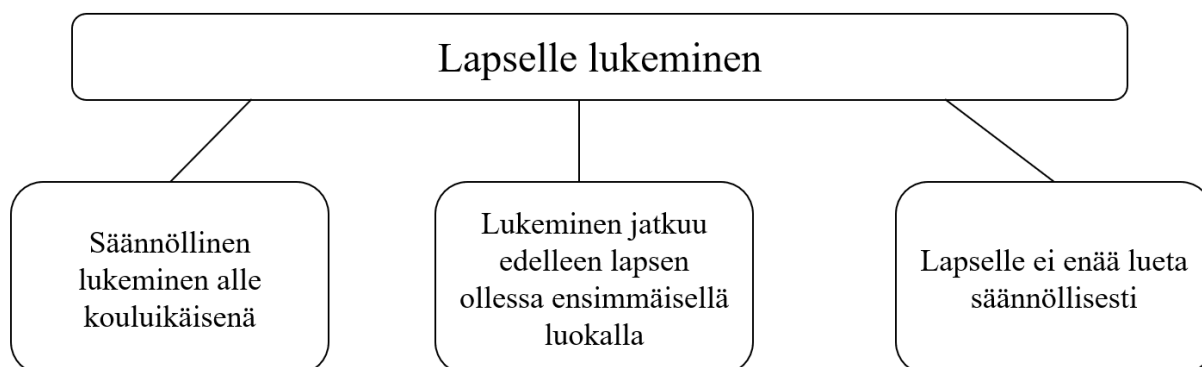 Lapselle lukeminen
Säännöllinen
lukeminen alle
kouluikäisenä
Lukeminen jatkuu
edelleen lapsen
ollessa ensimmäisellä
luokalla
Lapselle ei enää lueta
säännöllisesti